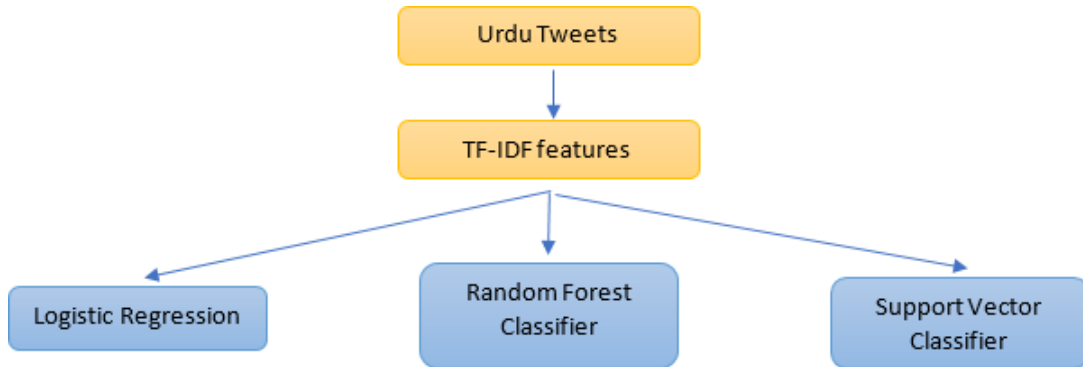 Urdu Tweets
TF-IDF features
Logistic Regression
Random Forest
Classifier
Support Vector
Classifier